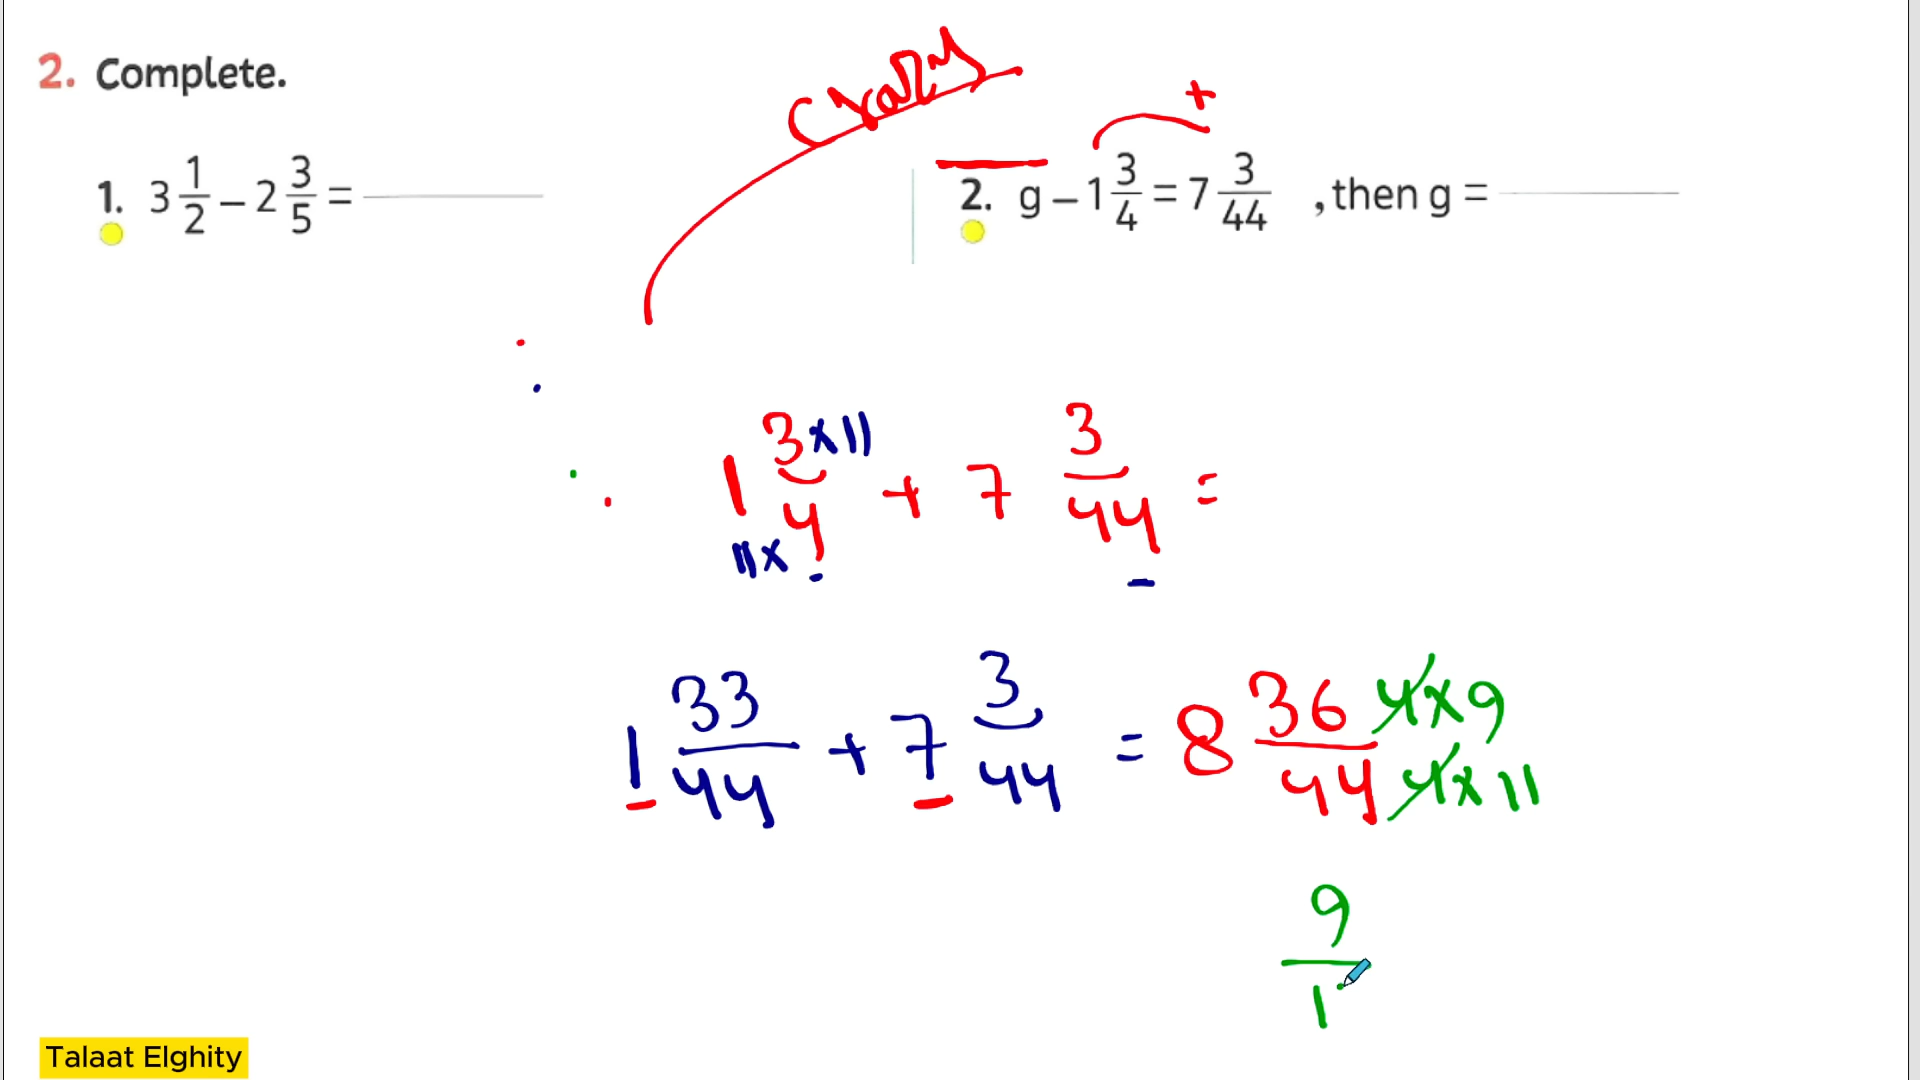 2. Complete.
crazy
+
1. 3 1/2 – 2 3/5 =
2. g – 1 3/4 = 7 3/44 , then g =
1 3×11/11×4 + 7 3/44 =
1 33/44 + 7 3/44 = 8 36/44 4×9/4×11
9/1
Talaat Elghity